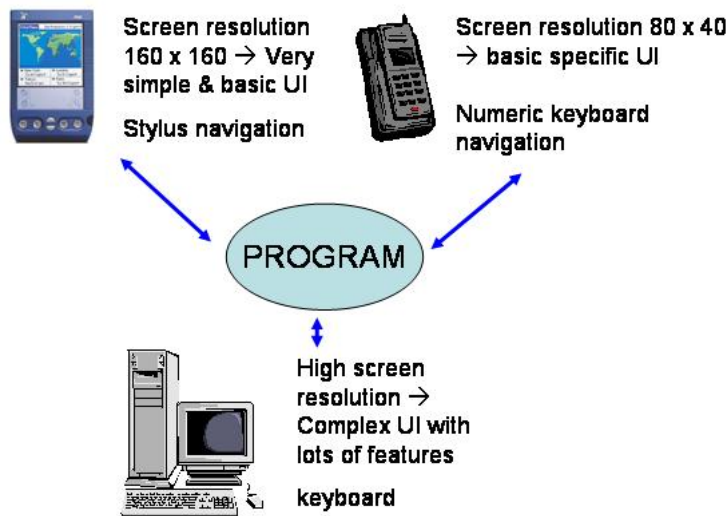 Screen resolution
160 x 160 → Very
simple & basic UI
Stylus navigation
Screen resolution 80 x 40
→ basic specific UI
Numeric keyboard
navigation
PROGRAM
High screen
resolution →
Complex UI with
lots of features
keyboard